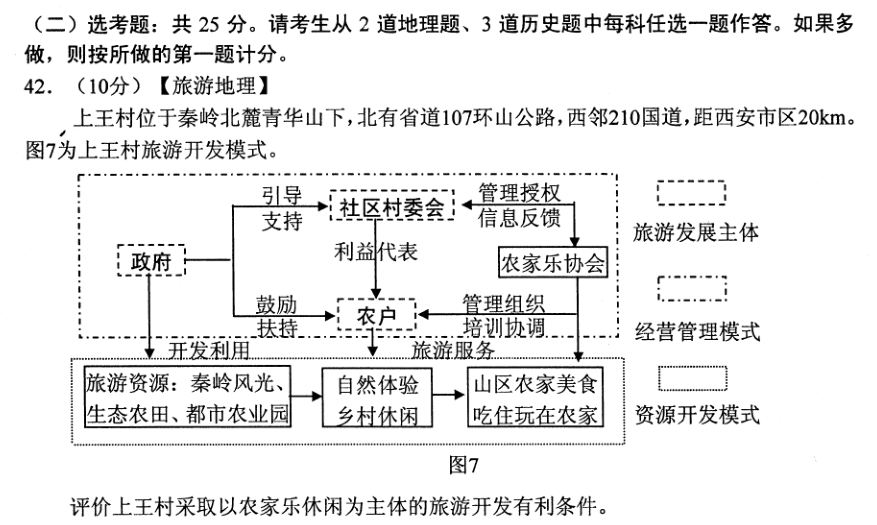 （二）选考题：共 25 分。请考生从 2 道地理题、3 道历史题中每科任选一题作答。如果多
做，则按所做的第一题计分。
42．（10分）【旅游地理】
上王村位于秦岭北麓青华山下，北有省道107环山公路，西邻210国道，距西安市区20km。
图7为上王村旅游开发模式。
引导
支持
社区村委会
管理授权
信息反馈
旅游发展主体
政府
利益代表
农家乐协会
鼓励
扶持
农户
管理组织
培训协调
经营管理模式
开发利用
旅游服务
旅游资源：秦岭风光、
生态农田、都市农业园
自然体验
乡村休闲
山区农家美食
吃住玩在农家
资源开发模式
图7
评价上王村采取以农家乐休闲为主体的旅游开发有利条件。